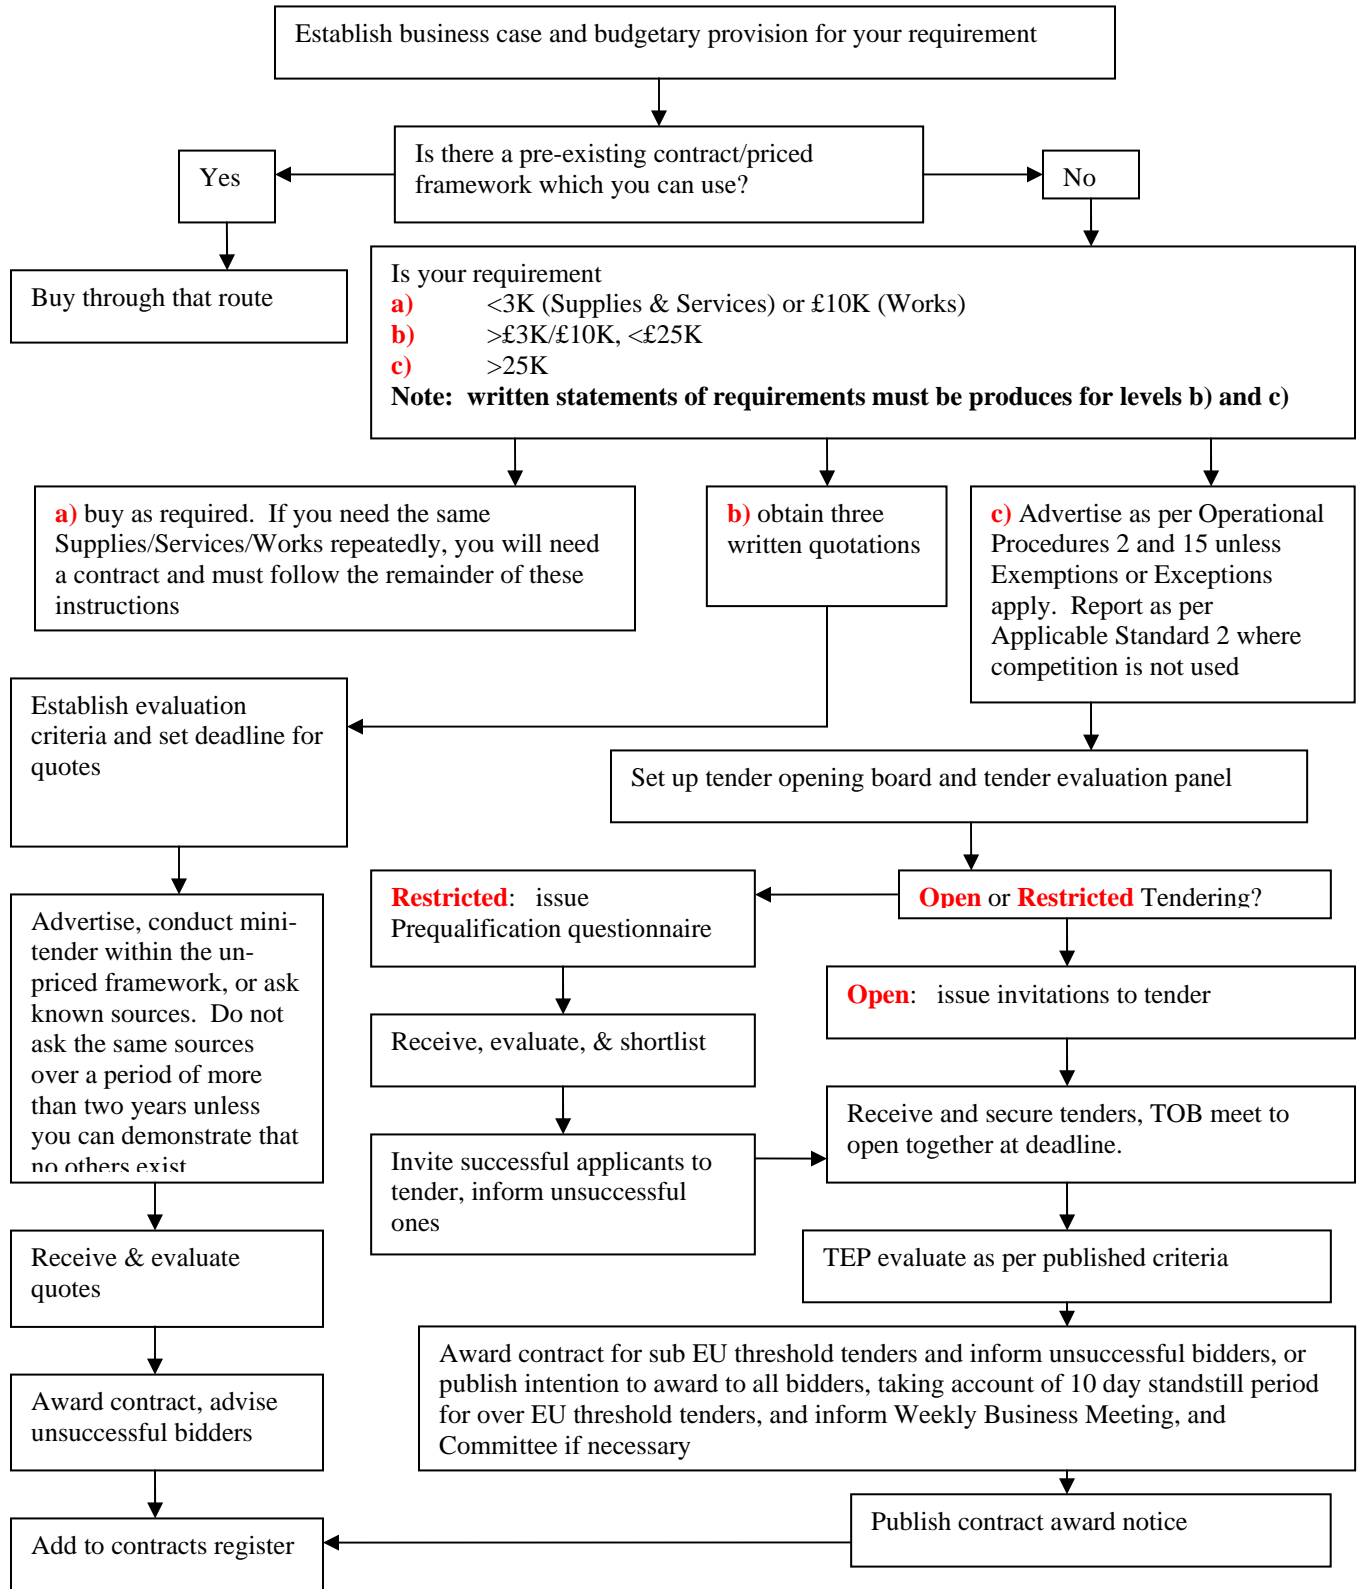 Establish business case and budgetary provision for your requirement
Is there a pre-existing contract/priced
framework which you can use?
Yes
No
Buy through that route
Is your requirement
a) <3K (Supplies & Services) or £10K (Works)
b) >£3K/£10K, <£25K
c) >25K
Note: written statements of requirements must be produces for levels b) and c)
a) buy as required. If you need the same
Supplies/Services/Works repeatedly, you will need
a contract and must follow the remainder of these
instructions
b) obtain three
written quotations
c) Advertise as per Operational
Procedures 2 and 15 unless
Exemptions or Exceptions
apply. Report as per
Applicable Standard 2 where
competition is not used
Establish evaluation
criteria and set deadline for
quotes
Set up tender opening board and tender evaluation panel
Restricted: issue
Prequalification questionnaire
Open or Restricted Tendering?
Advertise, conduct mini-
tender within the un-
priced framework, or ask
known sources. Do not
ask the same sources
over a period of more
than two years unless
you can demonstrate that
no others exist
Open: issue invitations to tender
Receive, evaluate, & shortlist
Receive and secure tenders, TOB meet to
open together at deadline.
Invite successful applicants to
tender, inform unsuccessful
ones
Receive & evaluate
quotes
TEP evaluate as per published criteria
Award contract for sub EU threshold tenders and inform unsuccessful bidders, or
publish intention to award to all bidders, taking account of 10 day standstill period
for over EU threshold tenders, and inform Weekly Business Meeting, and
Committee if necessary
Award contract, advise
unsuccessful bidders
Publish contract award notice
Add to contracts register